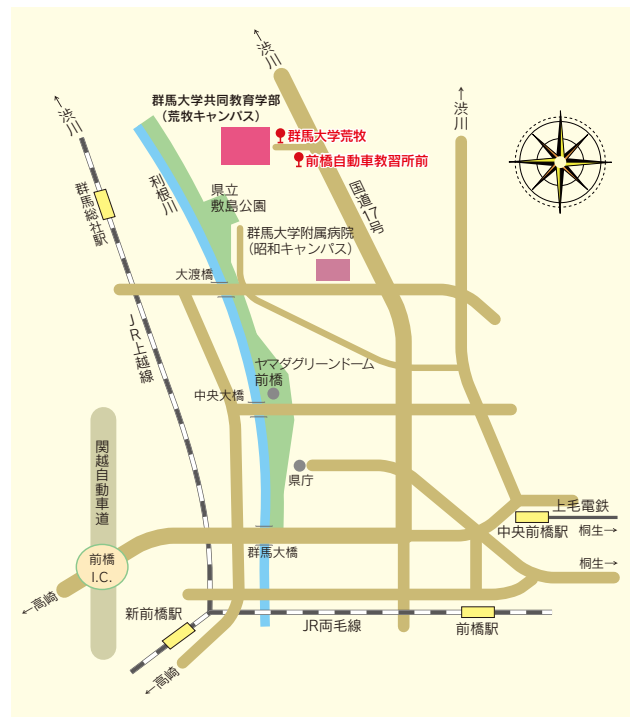 ←渋川
←渋川
←渋川
群馬大学共同教育学部
（荒牧キャンパス）
群馬大学荒牧
前橋自動車教習所前
群馬総社駅
利根川
県立
敷島公園
国道17号
群馬大学附属病院
（昭和キャンパス）
大渡橋
JR上越線
ヤマダグリーンドーム
前橋
中央大橋
関越自動車道
県庁
上毛電鉄
中央前橋駅
桐生→
群馬大橋
前橋
I.C.
桐生→
←高崎
新前橋駅
JR両毛線
前橋駅
←高崎